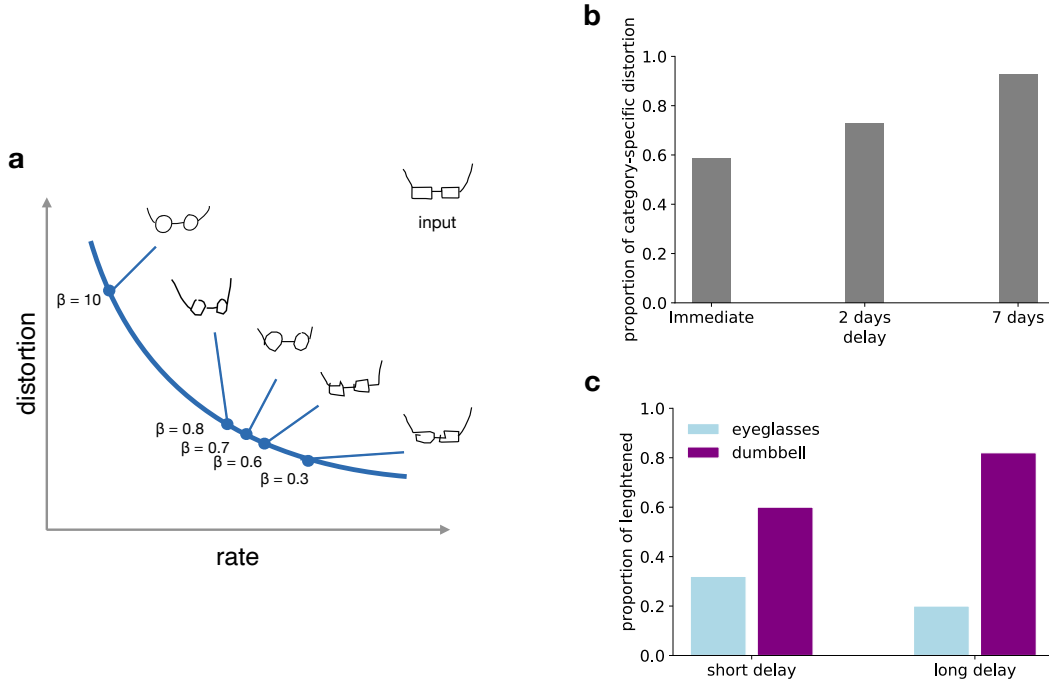 a
distortion
rate
input
β = 10
β = 0.8
β = 0.7
β = 0.6
β = 0.3
b
proportion of category-specific distortion
1.0
0.8
0.6
0.4
0.2
0.0
Immediate
2 days
7 days
delay
c
proportion of lenghtened
1.0
0.8
0.6
0.4
0.2
0.0
eyeglasses
dumbbell
short delay
long delay